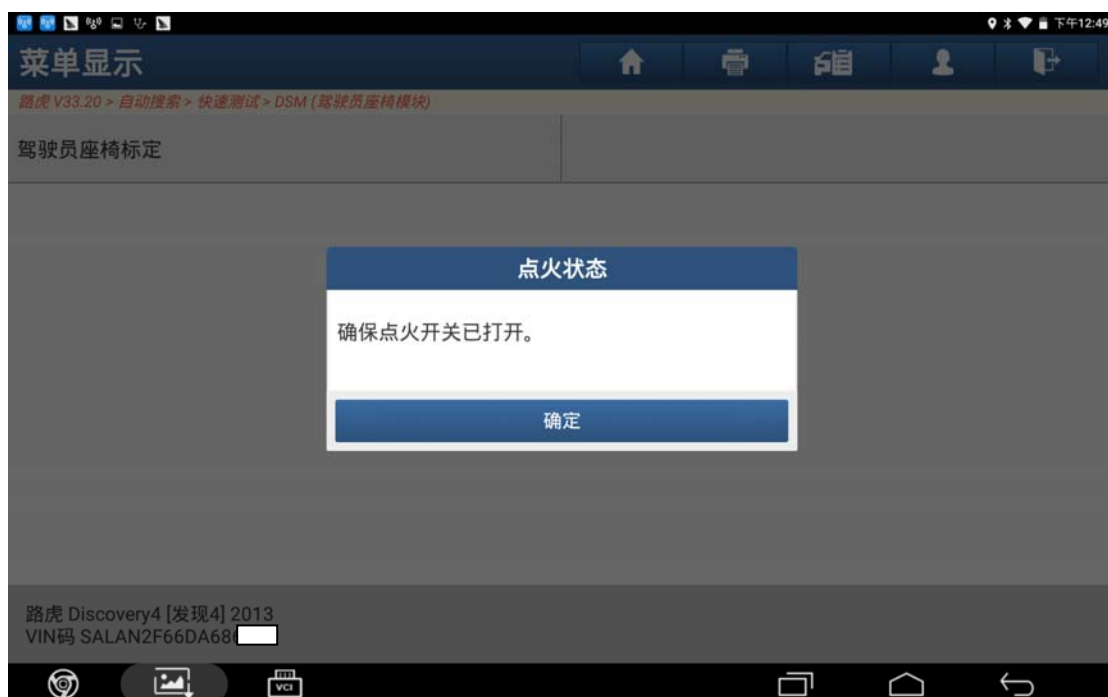 下午12:49
菜单显示
路虎 V33.20 > 自动搜索 > 快速测试 > DSM (驾驶员座椅模块)
驾驶员座椅标定
点火状态
确保点火开关已打开。
确定
路虎 Discovery4 [发现4] 2013
VIN码 SALAN2F66DA68
VCI